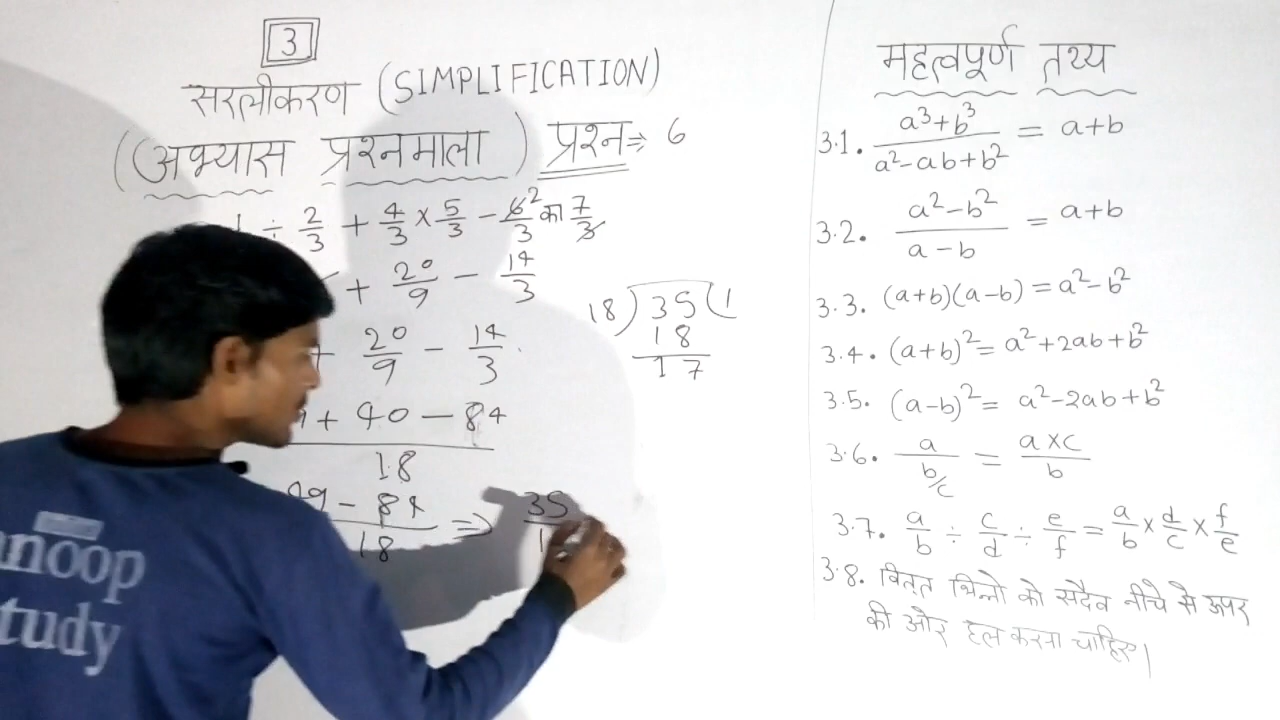 3
सरलीकरण (SIMPLIFICATION)
(अभ्यास प्रश्नमाला) प्रश्न⇒ 6
÷ 2/3 + 4/3 × 5/3 − 6²/3 का 7/3
+ 20/9 − 14/3
+ 20/9 − 14/3
9 + 40 − 84
18
89 − 84 / 18 ⇒ 35
18 ) 35 ( 1
18
17
महत्वपूर्ण तथ्य
3.1. a³+b³ / a²−ab+b² = a+b
3.2. a²−b² / a−b = a+b
3.3. (a+b)(a−b) = a²−b²
3.4. (a+b)² = a²+2ab+b²
3.5. (a−b)² = a²−2ab+b²
3.6. a / b/c = a×c / b
3.7. a/b ÷ c/d ÷ e/f = a/b × d/c × f/e
3.8. वितत भिन्नो को सदैव नीचे से ऊपर
की ओर हल करना चाहिए।
noop
tudy